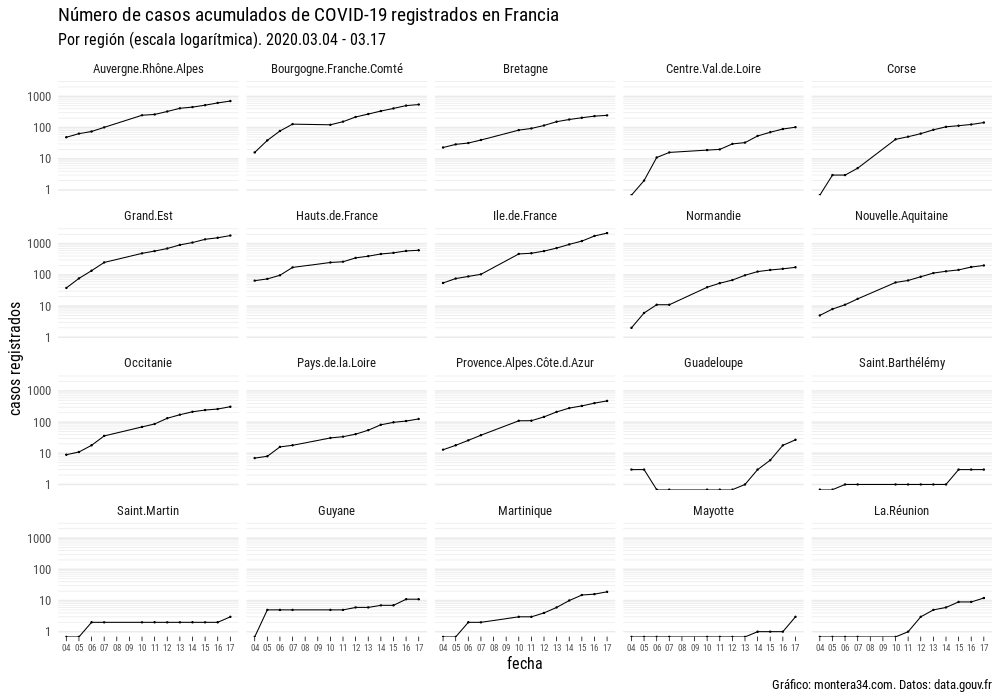 Número de casos acumulados de COVID-19 registrados en Francia
Por región (escala logarítmica). 2020.03.04 - 03.17
Auvergne.Rhône.Alpes
Bourgogne.Franche.Comté
Bretagne
Centre.Val.de.Loire
Corse
1000
100
10
1
Grand.Est
Hauts.de.France
Ile.de.France
Normandie
Nouvelle.Aquitaine
1000
100
10
1
casos registrados
Occitanie
Pays.de.la.Loire
Provence.Alpes.Côte.d.Azur
Guadeloupe
Saint.Barthélémy
1000
100
10
1
Saint.Martin
Guyane
Martinique
Mayotte
La.Réunion
1000
100
10
1
04 05 06 07 08 09 10 11 12 13 14 15 16 17
04 05 06 07 08 09 10 11 12 13 14 15 16 17
04 05 06 07 08 09 10 11 12 13 14 15 16 17
04 05 06 07 08 09 10 11 12 13 14 15 16 17
04 05 06 07 08 09 10 11 12 13 14 15 16 17
fecha
Gráfico: montera34.com. Datos: data.gouv.fr